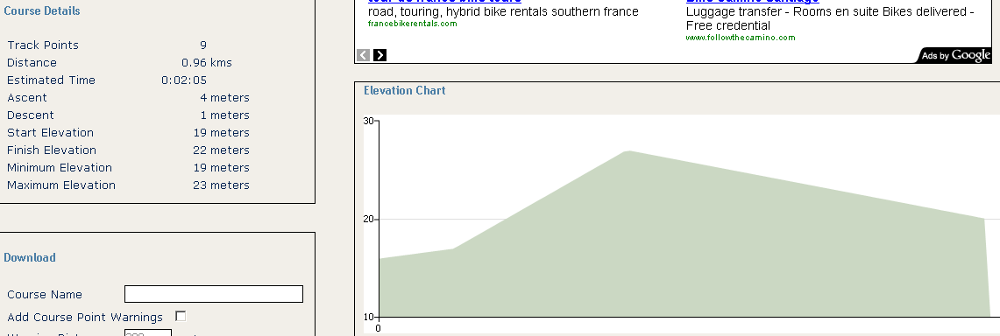 Course Details
Track Points 9
Distance 0.96 kms
Estimated Time 0:02:05
Ascent 4 meters
Descent 1 meters
Start Elevation 19 meters
Finish Elevation 22 meters
Minimum Elevation 19 meters
Maximum Elevation 23 meters
Download
Course Name
Add Course Point Warnings
road, touring, hybrid bike rentals southern france
francebikerentals.com
Luggage transfer - Rooms en suite Bikes delivered -
Free credential
www.followthecamino.com
Ads by Google
Elevation Chart
30
20
10
0